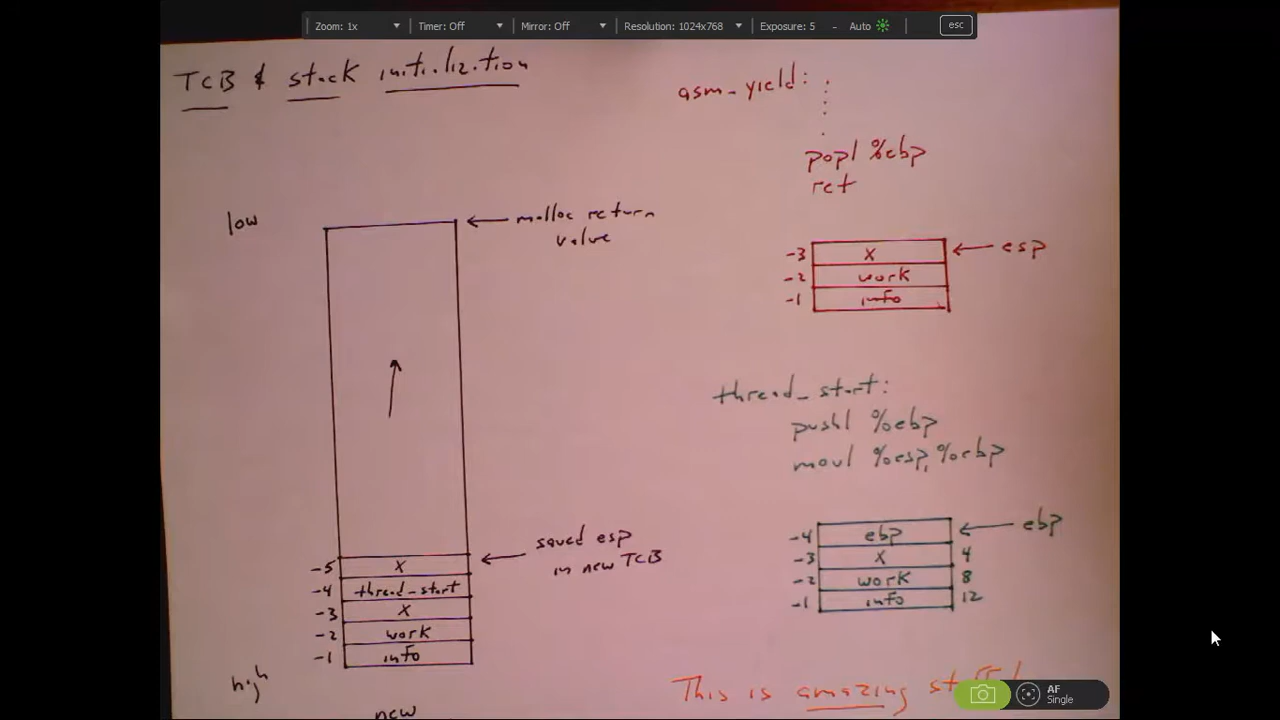 Zoom: 1x Timer: Off Mirror: Off Resolution: 1024x768 Exposure: 5 - Auto esc
TCB & stack initialization
asm_yield:
popl %ebp
ret
low
malloc return
value
-3 X esp
-2 work
-1 info
thread_start:
pushl %ebp
movl %esp, %ebp
saved esp
in new TCB
-5 X
-4 thread_start
-3 X
-2 work
-1 info
high
new
-4 ebp ebp
-3 X 4
-2 work 8
-1 info 12
This is amazing stuff!
AF
Single